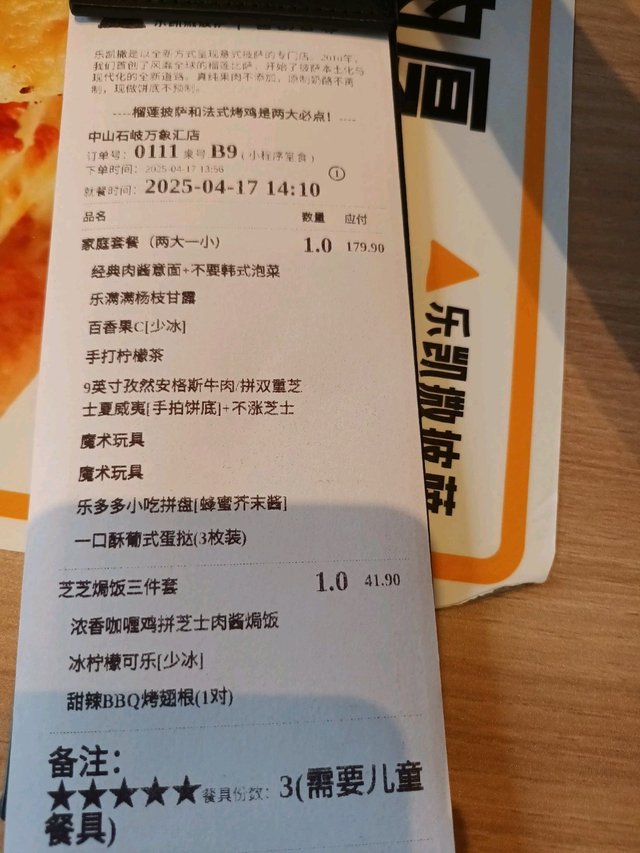 乐凯撒是以全新方式呈现意式披萨的专门店。2010年，
我们首创了风靡全球的榴莲比萨，开始了披萨本土化与
现代化的全新道路。真纯果肉不添加，原制奶酪不再
制，现做饼底不预制。
----榴莲披萨和法式烤鸡是两大必点！----
中山石岐万象汇店
订单号：0111 桌号 B9 (小程序堂食)
下单时间：2025-04-17 13:56
就餐时间：2025-04-17 14:10
品名 数量 应付
家庭套餐（两大一小） 1.0 179.90
经典肉酱意面+不要韩式泡菜
乐满满杨枝甘露
百香果C[少冰]
手打柠檬茶
9英寸孜然安格斯牛肉/拼双重芝
士夏威夷[手拍饼底]+不涨芝士
魔术玩具
魔术玩具
乐多多小吃拼盘[蜂蜜芥末酱]
一口酥葡式蛋挞(3枚装)
芝芝焗饭三件套 1.0 41.90
浓香咖喱鸡拼芝士肉酱焗饭
冰柠檬可乐[少冰]
甜辣BBQ烤翅根(1对)
备注：
★★★★★餐具份数：3(需要儿童
餐具)
乐凯撒披萨